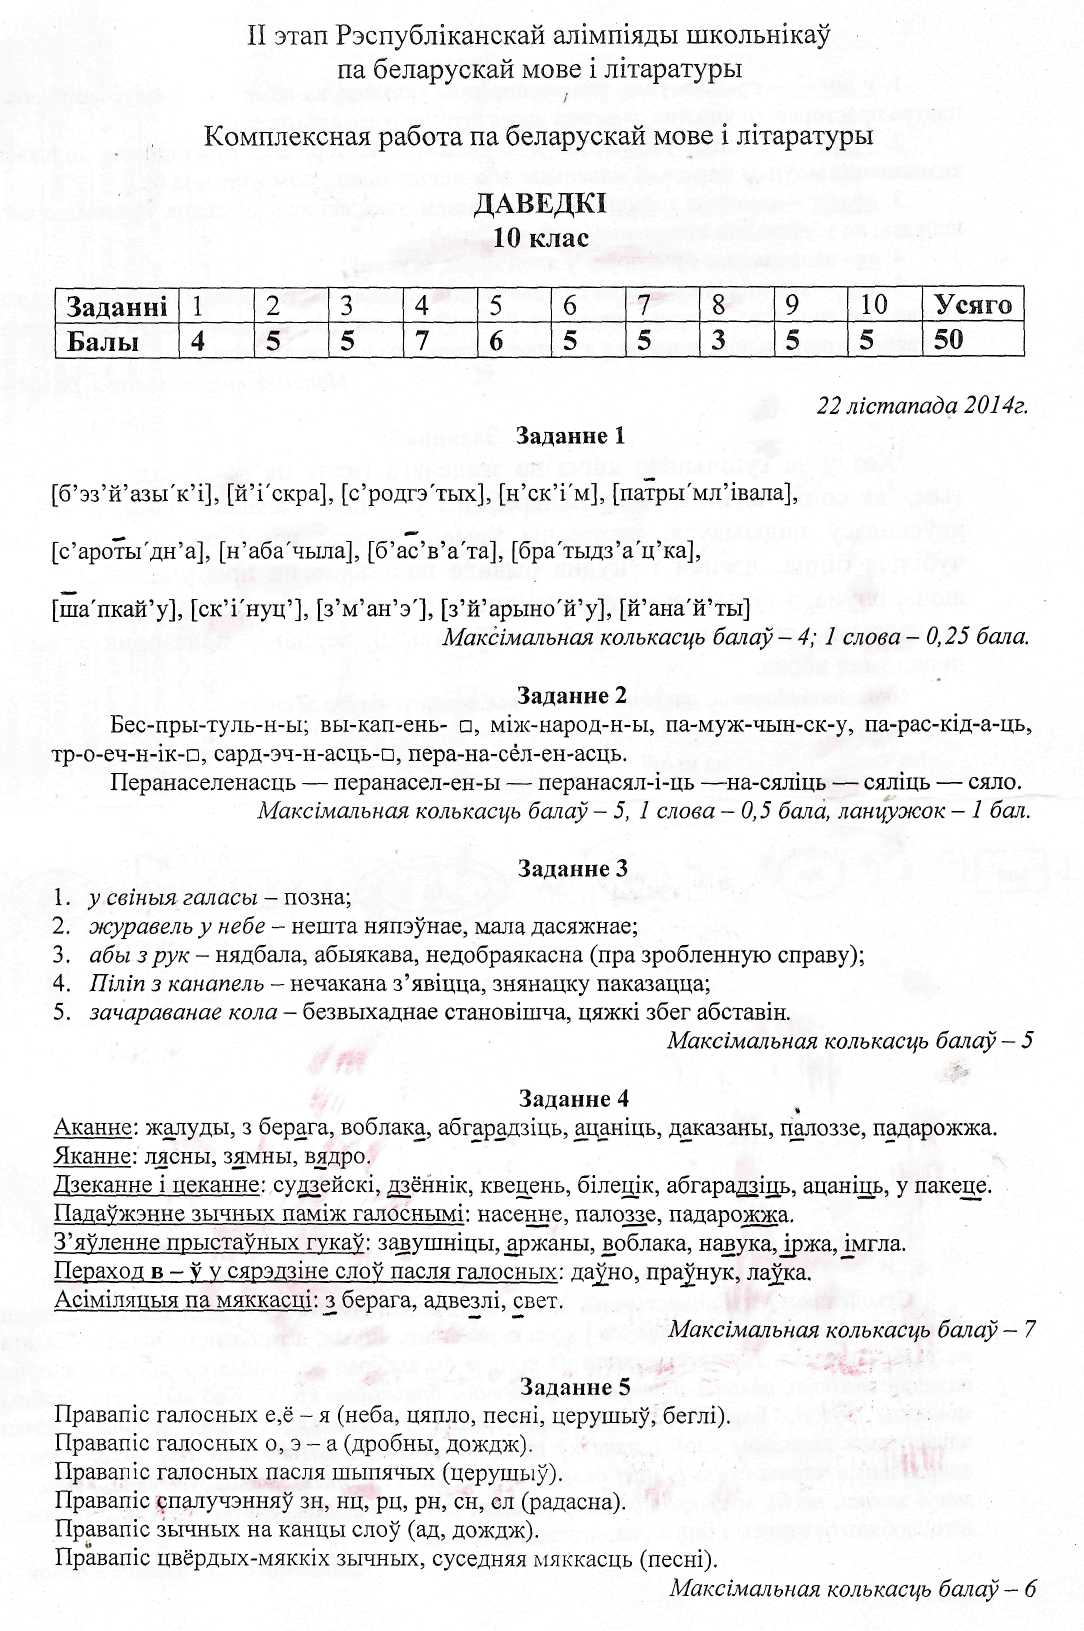 II этап Рэспубліканскай алімпіяды школьнікаў
па беларускай мове і літаратуры
Комплексная работа па беларускай мове і літаратуры
ДАВЕДКІ
10 клас
Заданні 1 2 3 4 5 6 7 8 9 10 Усяго
Балы 4 5 5 7 6 5 5 3 5 5 50
22 лістапада 2014г.
Заданне 1
[б’эз’й’азы′к’і], [й’і′скра], [с’родгэ′тых], [н’ск’і′м], [патры′мл’івала],
[с’ароты′дн’а], [н’аба′чыла], [б’ас’в’а′та], [бра′тыдз’а′ц’ка],
[ша′пкай’у], [ск’і′нуц’], [з’м’ан’э′], [з’й’арыно′й’у], [й’ана′й’ты]
Максімальная колькасць балаў – 4; 1 слова – 0,25 бала.
Заданне 2
Бес-пры-туль-н-ы; вы-кап-ень- □, між-народ-н-ы, па-муж-чын-ск-у, па-рас-кід-а-ць,
тр-о-еч-н-ік-□, сард-эч-н-асць-□, пера-на-сёл-ен-асць.
Перанаселенасць — перанасел-ен-ы — перанасял-і-ць —на-сяліць — сяліць — сяло.
Максімальная колькасць балаў – 5, 1 слова – 0,5 бала, ланцужок – 1 бал.
Заданне 3
1. у свіныя галасы – позна;
2. журавель у небе – нешта няпэўнае, мала дасяжнае;
3. абы з рук – нядбала, абыякава, недобраякасна (пра зробленную справу);
4. Піліп з канапель – нечакана з’явіцца, знянацку паказацца;
5. зачараванае кола – безвыхаднае становішча, цяжкі збег абставін.
Максімальная колькасць балаў – 5
Заданне 4
Аканне: жалуды, з берага, воблака, абгарадзіць, ацаніць, даказаны, палоззе, падарожжа.
Яканне: лясны, зямны, вядро.
Дзеканне і цеканне: судзейскі, дзённік, квецень, білецік, абгарадзіць, ацаніць, у пакеце.
Падаўжэнне зычных паміж галоснымі: насенне, палоззе, падарожжа.
З’яўленне прыстаўных гукаў: завушніцы, аржаны, воблака, навука, іржа, імгла.
Пераход в – ў у сярэдзіне слоў пасля галосных: даўно, праўнук, лаўка.
Асіміляцыя па мяккасці: з берага, адвезлі, свет.
Максімальная колькасць балаў – 7
Заданне 5
Правапіс галосных е,ё – я (неба, цяпло, песні, церушыў, беглі).
Правапіс галосных о, э – а (дробны, дождж).
Правапіс галосных пасля шыпячых (церушыў).
Правапіс спалучэнняў зн, нц, рц, рн, сн, сл (радасна).
Правапіс зычных на канцы слоў (ад, дождж).
Правапіс цвёрдых-мяккіх зычных, суседняя мяккасць (песні).
Максімальная колькасць балаў – 6